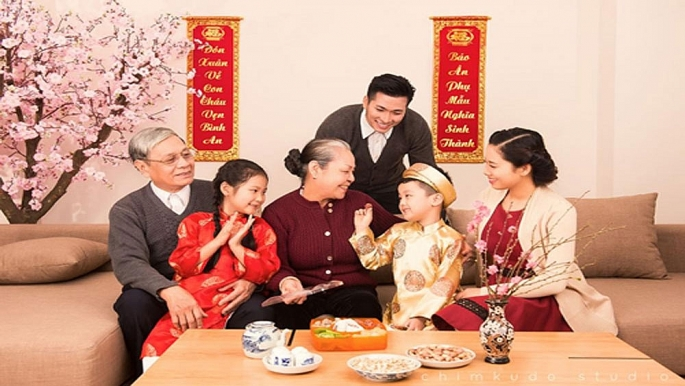 Đón
Xuân
Về
Con
Cháu
Vẹn
Bình
An
Báo
Ân
Phụ
Mẫu
Nghĩa
Sinh
Thành
chimkudo studio